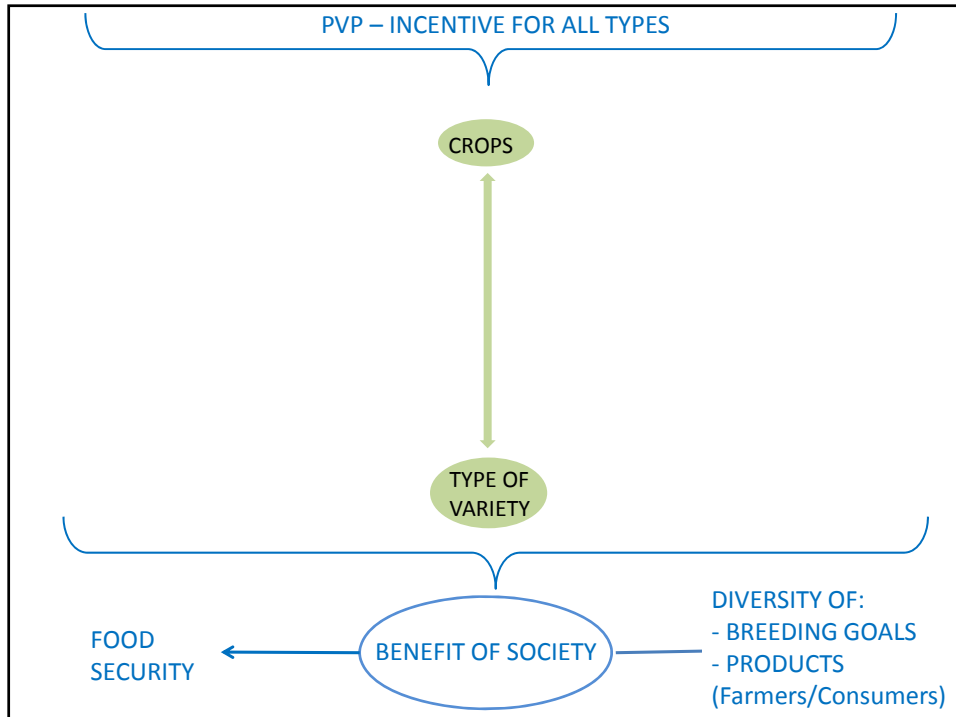 PVP – INCENTIVE FOR ALL TYPES
CROPS
TYPE OF
VARIETY
FOOD
SECURITY
BENEFIT OF SOCIETY
DIVERSITY OF:
- BREEDING GOALS
- PRODUCTS
(Farmers/Consumers)